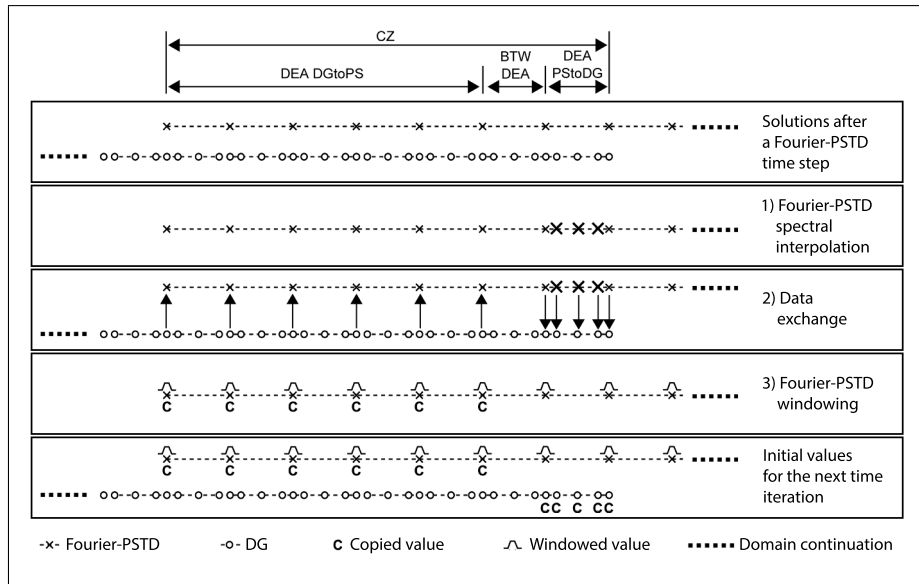 CZ
DEA DGtoPS
BTW
DEA
DEA
PStoDG
Solutions after
a Fourier-PSTD
time step
1) Fourier-PSTD
spectral
interpolation
2) Data
exchange
3) Fourier-PSTD
windowing
C C C C C C
Initial values
for the next time
iteration
C C C C C C
CC C CC
-×- Fourier-PSTD
-o- DG
C Copied value
Windowed value
Domain continuation